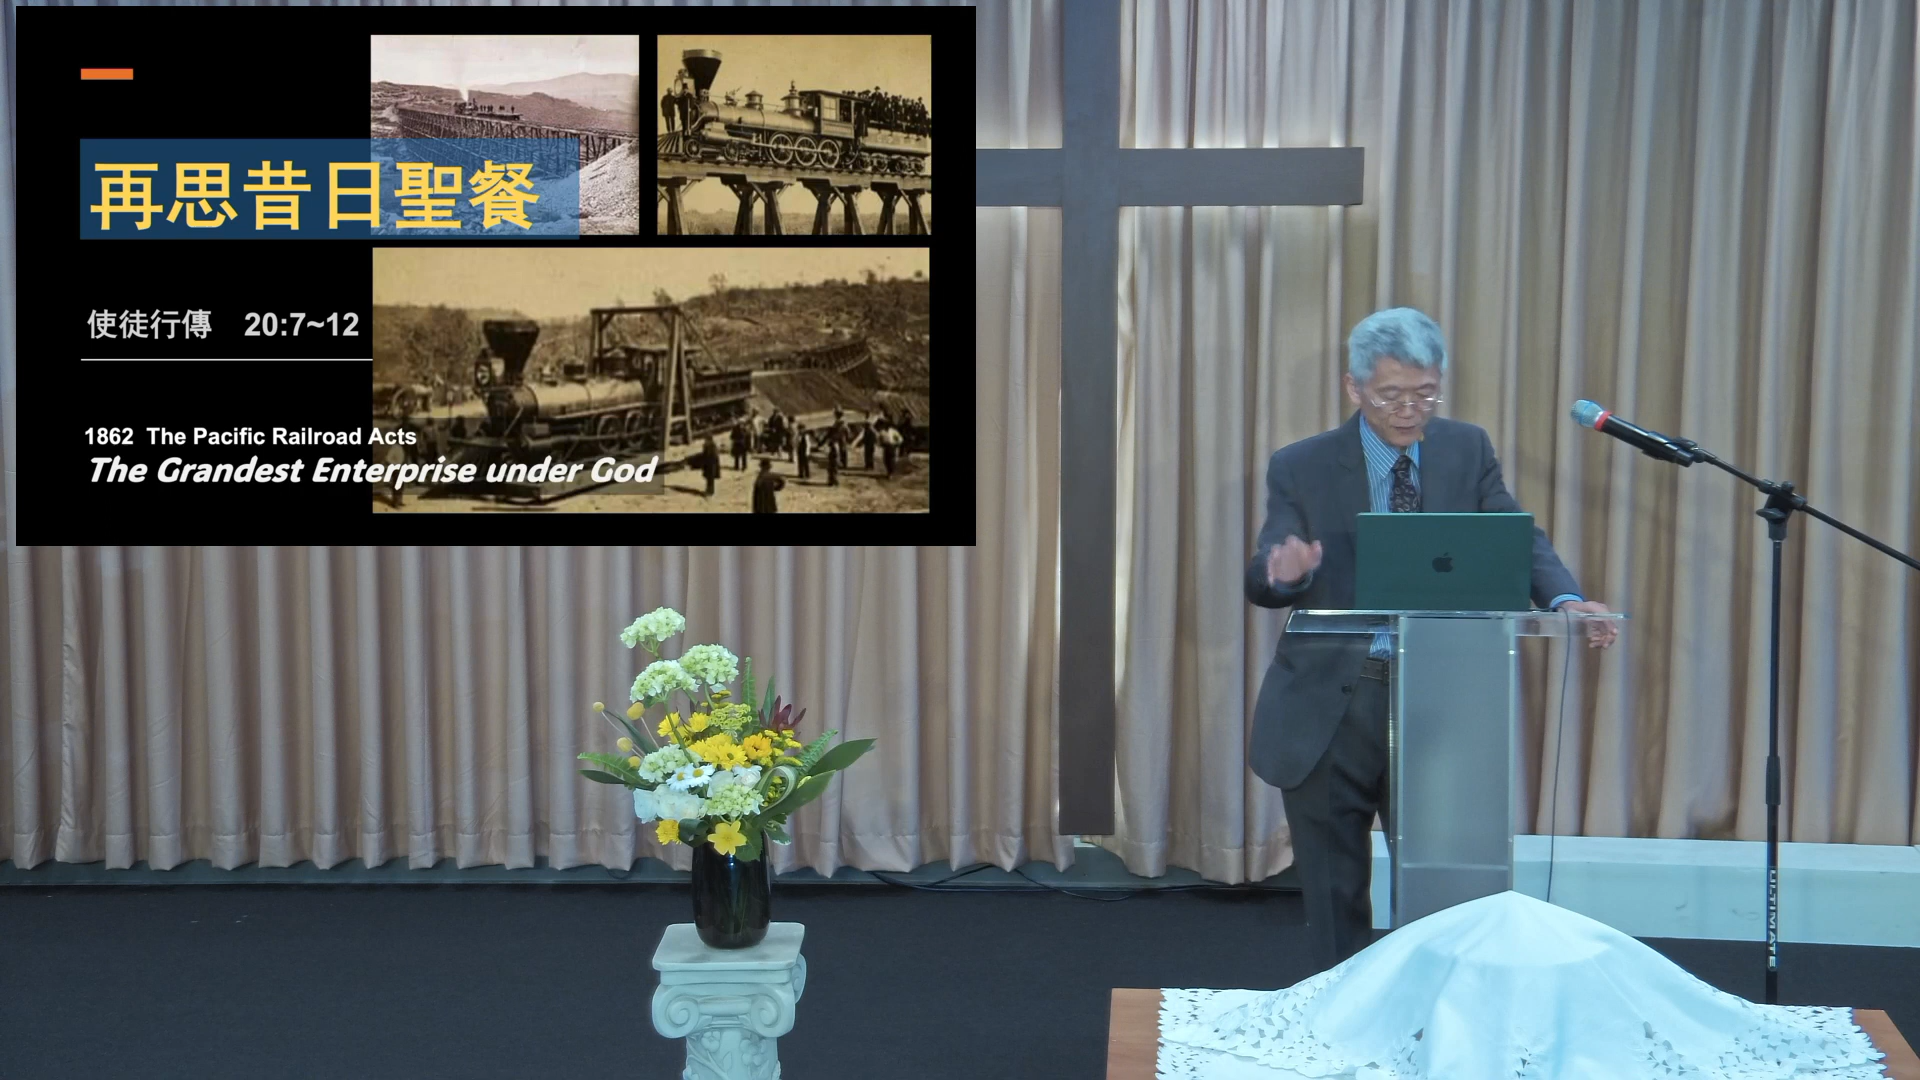 再思昔日聖餐
使徒行傳 20:7~12
1862 The Pacific Railroad Acts
The Grandest Enterprise under God
ULTIMATE